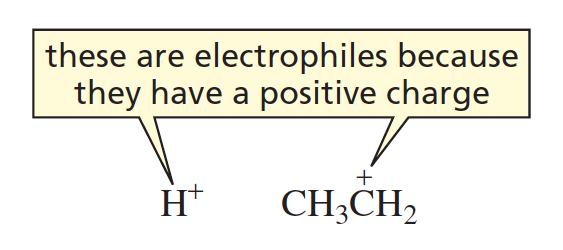 these are electrophiles because
they have a positive charge
+
H⁺ CH₃CH₂